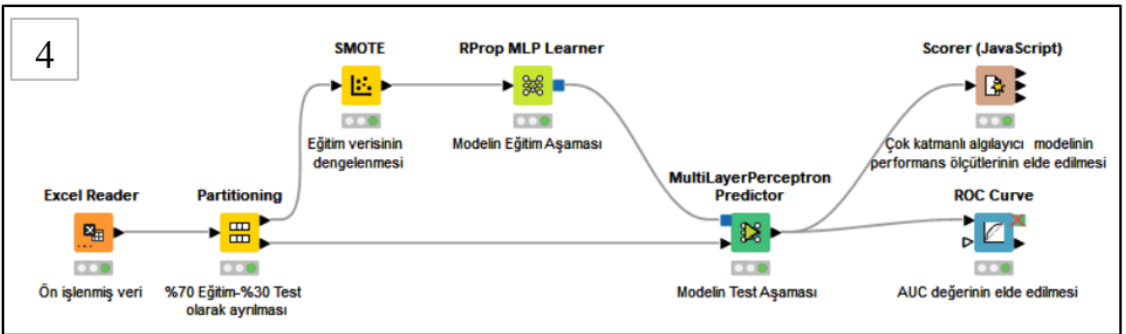 4
SMOTE
Eğitim verisinin
dengelenmesi
RProp MLP Learner
Modelin Eğitim Aşaması
Scorer (JavaScript)
Çok katmanlı algılayıcı modelinin
performans ölçütlerinin elde edilmesi
Excel Reader
Ön işlenmiş veri
Partitioning
%70 Eğitim-%30 Test
olarak ayrılması
MultiLayerPerceptron
Predictor
Modelin Test Aşaması
ROC Curve
AUC değerinin elde edilmesi